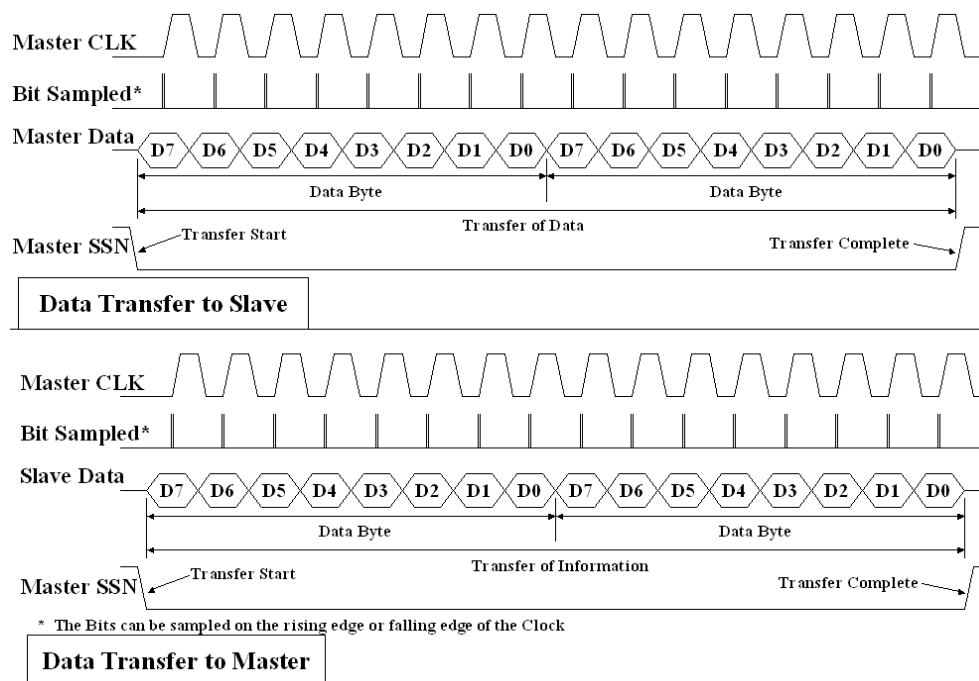 Master CLK
Bit Sampled*
Master Data D7 D6 D5 D4 D3 D2 D1 D0 D7 D6 D5 D4 D3 D2 D1 D0
Data Byte Data Byte
Transfer of Data
Master SSN Transfer Start Transfer Complete
Data Transfer to Slave
Master CLK
Bit Sampled*
Slave Data D7 D6 D5 D4 D3 D2 D1 D0 D7 D6 D5 D4 D3 D2 D1 D0
Data Byte Data Byte
Transfer of Information
Master SSN Transfer Start Transfer Complete
* The Bits can be sampled on the rising edge or falling edge of the Clock
Data Transfer to Master